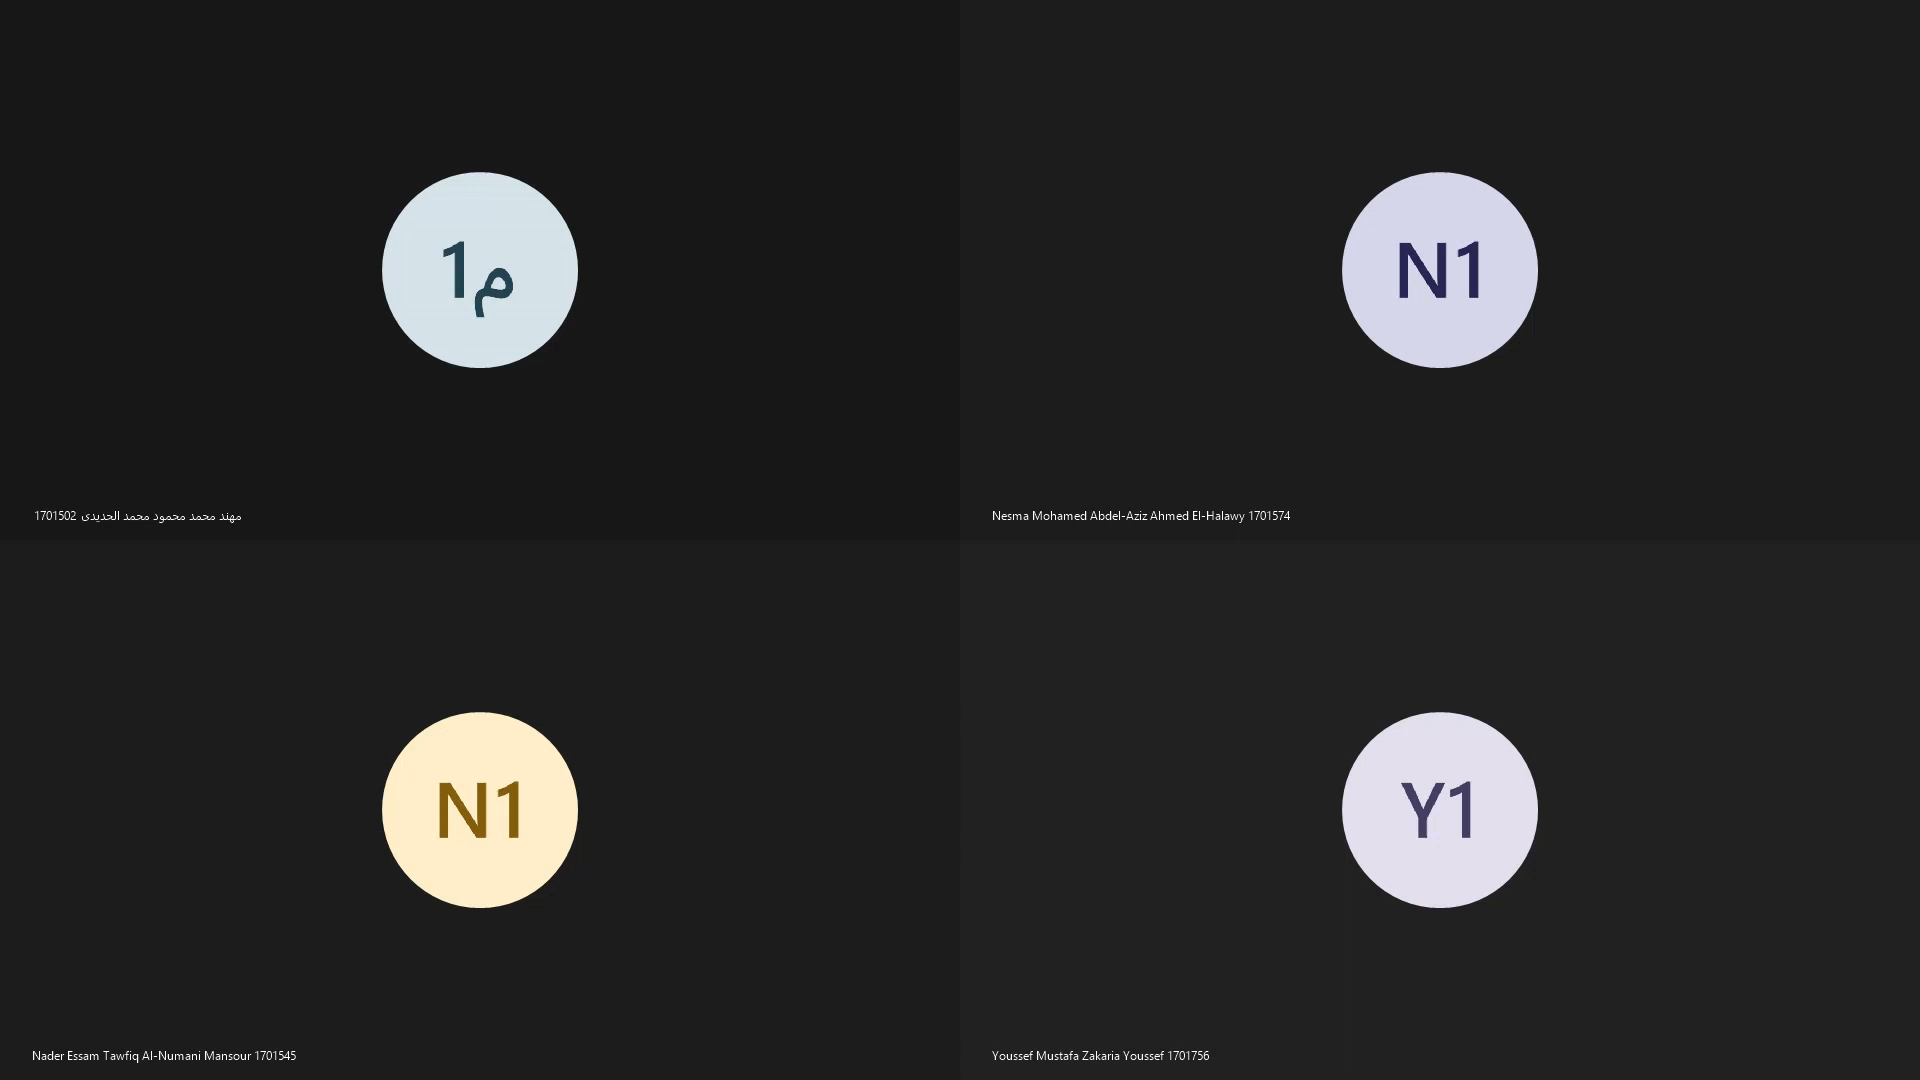 م1
مهند محمد محمود محمد الحديدى 1701502
N1
Nesma Mohamed Abdel-Aziz Ahmed El-Halawy 1701574
N1
Nader Essam Tawfiq Al-Numani Mansour 1701545
Y1
Youssef Mustafa Zakaria Youssef 1701756